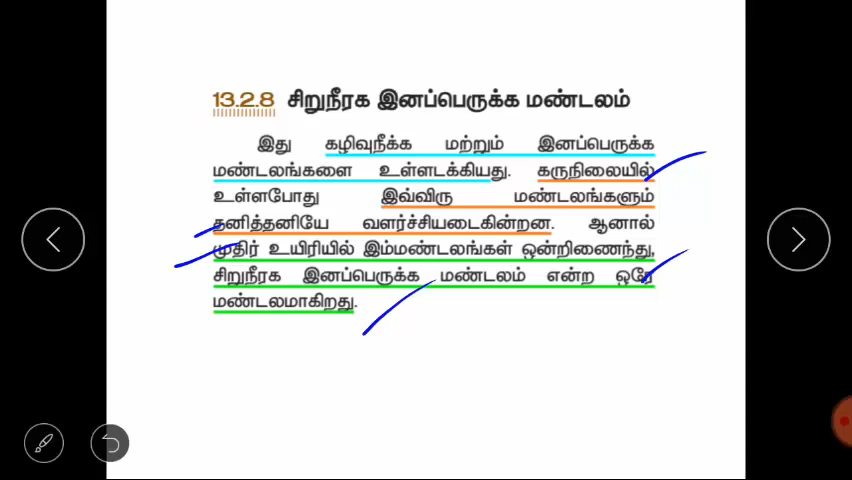 13.2.8 சிறுநீரக இனப்பெருக்க மண்டலம்
இது கழிவுநீக்க மற்றும் இனப்பெருக்க
மண்டலங்களை உள்ளடக்கியது. கருநிலையில்
உள்ளபோது இவ்விரு மண்டலங்களும்
தனித்தனியே வளர்ச்சியடைகின்றன. ஆனால்
முதிர் உயிரியில் இம்மண்டலங்கள் ஒன்றிணைந்து,
சிறுநீரக இனப்பெருக்க மண்டலம் என்ற ஒரே
மண்டலமாகிறது.